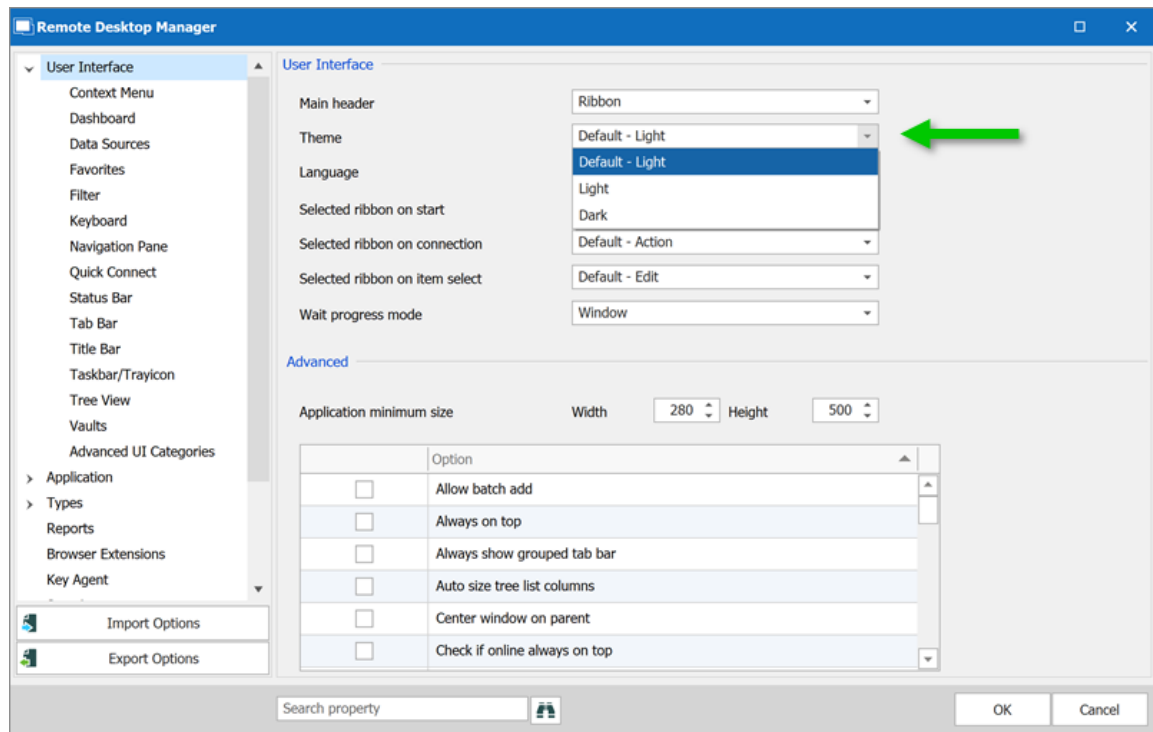 Remote Desktop Manager
User Interface
Context Menu
Dashboard
Data Sources
Favorites
Filter
Keyboard
Navigation Pane
Quick Connect
Status Bar
Tab Bar
Title Bar
Taskbar/Trayicon
Tree View
Vaults
Advanced UI Categories
Application
Types
Reports
Browser Extensions
Key Agent
Import Options
Export Options
User Interface
Main header Ribbon
Theme Default - Light
Default - Light
Language
Light
Dark
Selected ribbon on start
Selected ribbon on connection Default - Action
Selected ribbon on item select Default - Edit
Wait progress mode Window
Advanced
Application minimum size Width 280 Height 500
Option
Allow batch add
Always on top
Always show grouped tab bar
Auto size tree list columns
Center window on parent
Check if online always on top
Search property
OK Cancel